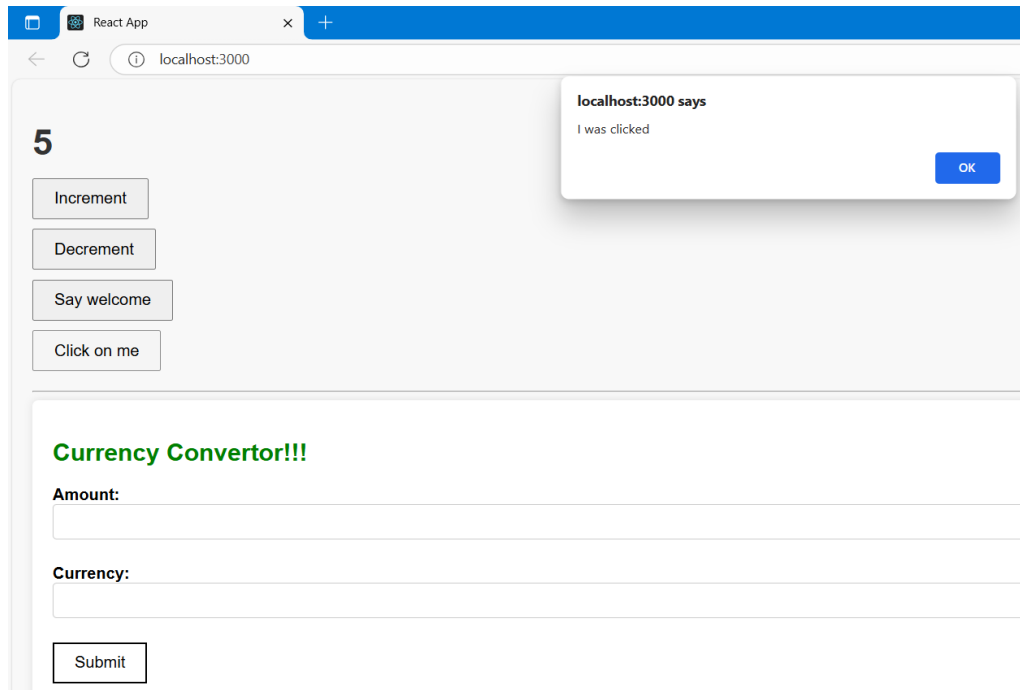 React App
localhost:3000
localhost:3000 says
I was clicked
OK
5
Increment
Decrement
Say welcome
Click on me
Currency Convertor!!!
Amount:
Currency:
Submit